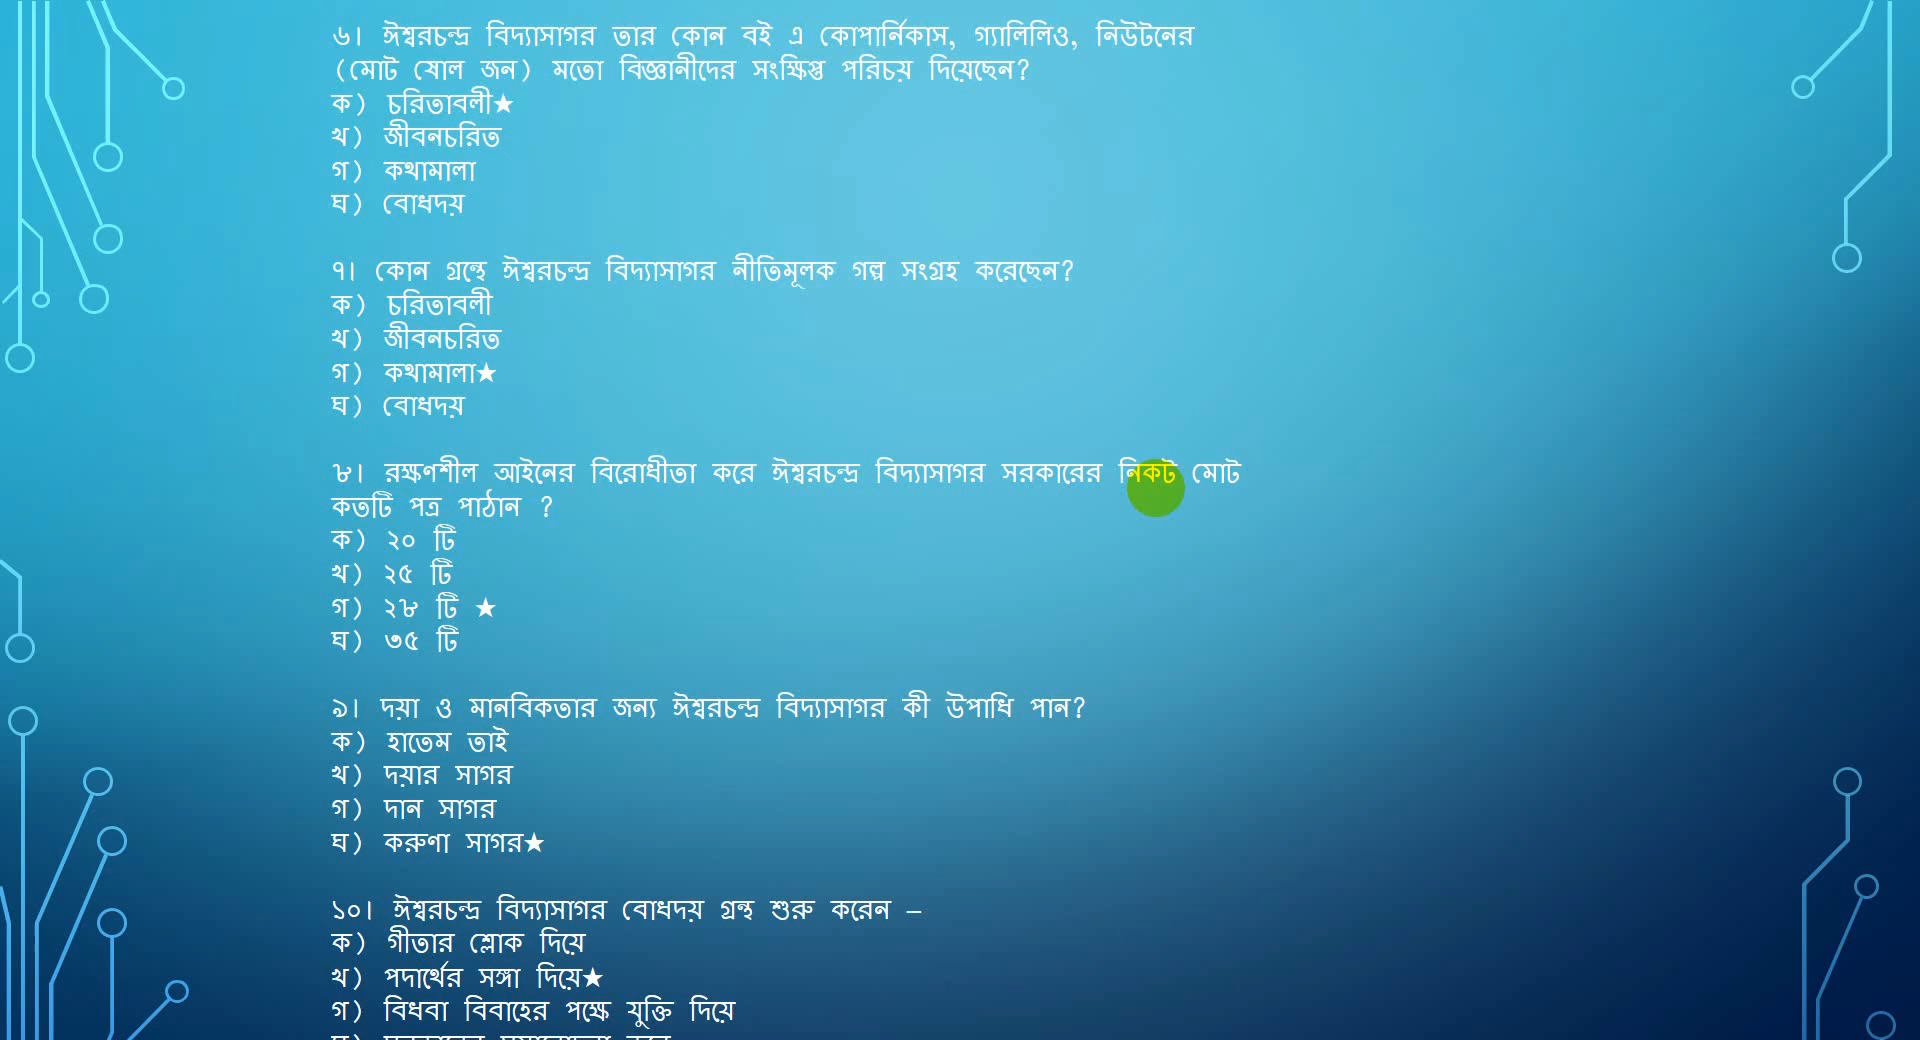 ৬। ঈশ্বরচন্দ্র বিদ্যাসাগর তার কোন বই এ কোপার্নিকাস, গ্যালিলিও, নিউটনের
(মোট ষোল জন) মতো বিজ্ঞানীদের সংক্ষিপ্ত পরিচয় দিয়েছেন?
ক) চরিতাবলী★
খ) জীবনচরিত
গ) কথামালা
ঘ) বোধদয়
৭। কোন গ্রন্থে ঈশ্বরচন্দ্র বিদ্যাসাগর নীতিমূলক গল্প সংগ্রহ করেছেন?
ক) চরিতাবলী
খ) জীবনচরিত
গ) কথামালা★
ঘ) বোধদয়
৮। রক্ষণশীল আইনের বিরোধীতা করে ঈশ্বরচন্দ্র বিদ্যাসাগর সরকারের নিকট মোট
কতটি পত্র পাঠান ?
ক) ২০ টি
খ) ২৫ টি
গ) ২৮ টি ★
ঘ) ৩৫ টি
৯। দয়া ও মানবিকতার জন্য ঈশ্বরচন্দ্র বিদ্যাসাগর কী উপাধি পান?
ক) হাতেম তাই
খ) দয়ার সাগর
গ) দান সাগর
ঘ) করুণা সাগর★
১০। ঈশ্বরচন্দ্র বিদ্যাসাগর বোধদয় গ্রন্থ শুরু করেন –
ক) গীতার শ্লোক দিয়ে
খ) পদার্থের সঙ্গা দিয়ে★
গ) বিধবা বিবাহের পক্ষে যুক্তি দিয়ে